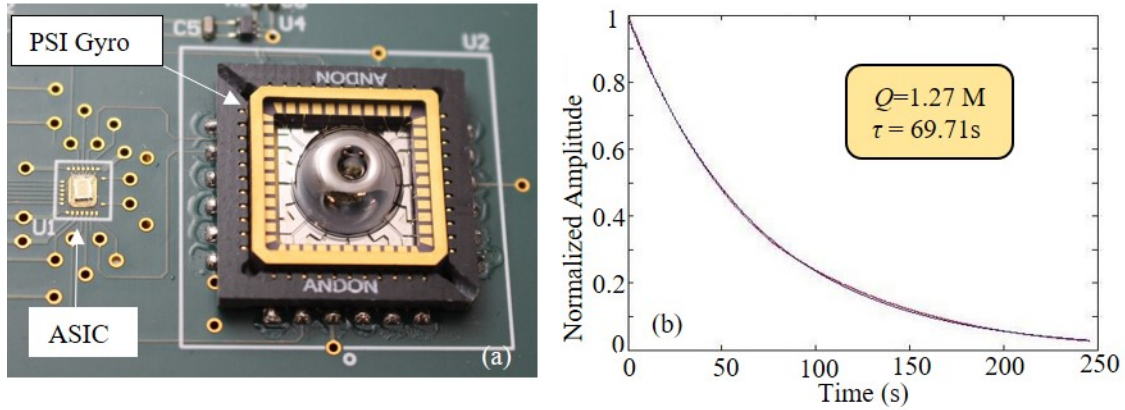 PSI Gyro
C5
U4
U2
ANDON
U1
ANDON
ASIC
(a)
1
0.8
0.6
0.4
0.2
0
0
50
100
150
200
250
Normalized Amplitude
Time (s)
Q=1.27 M
τ = 69.71s
(b)